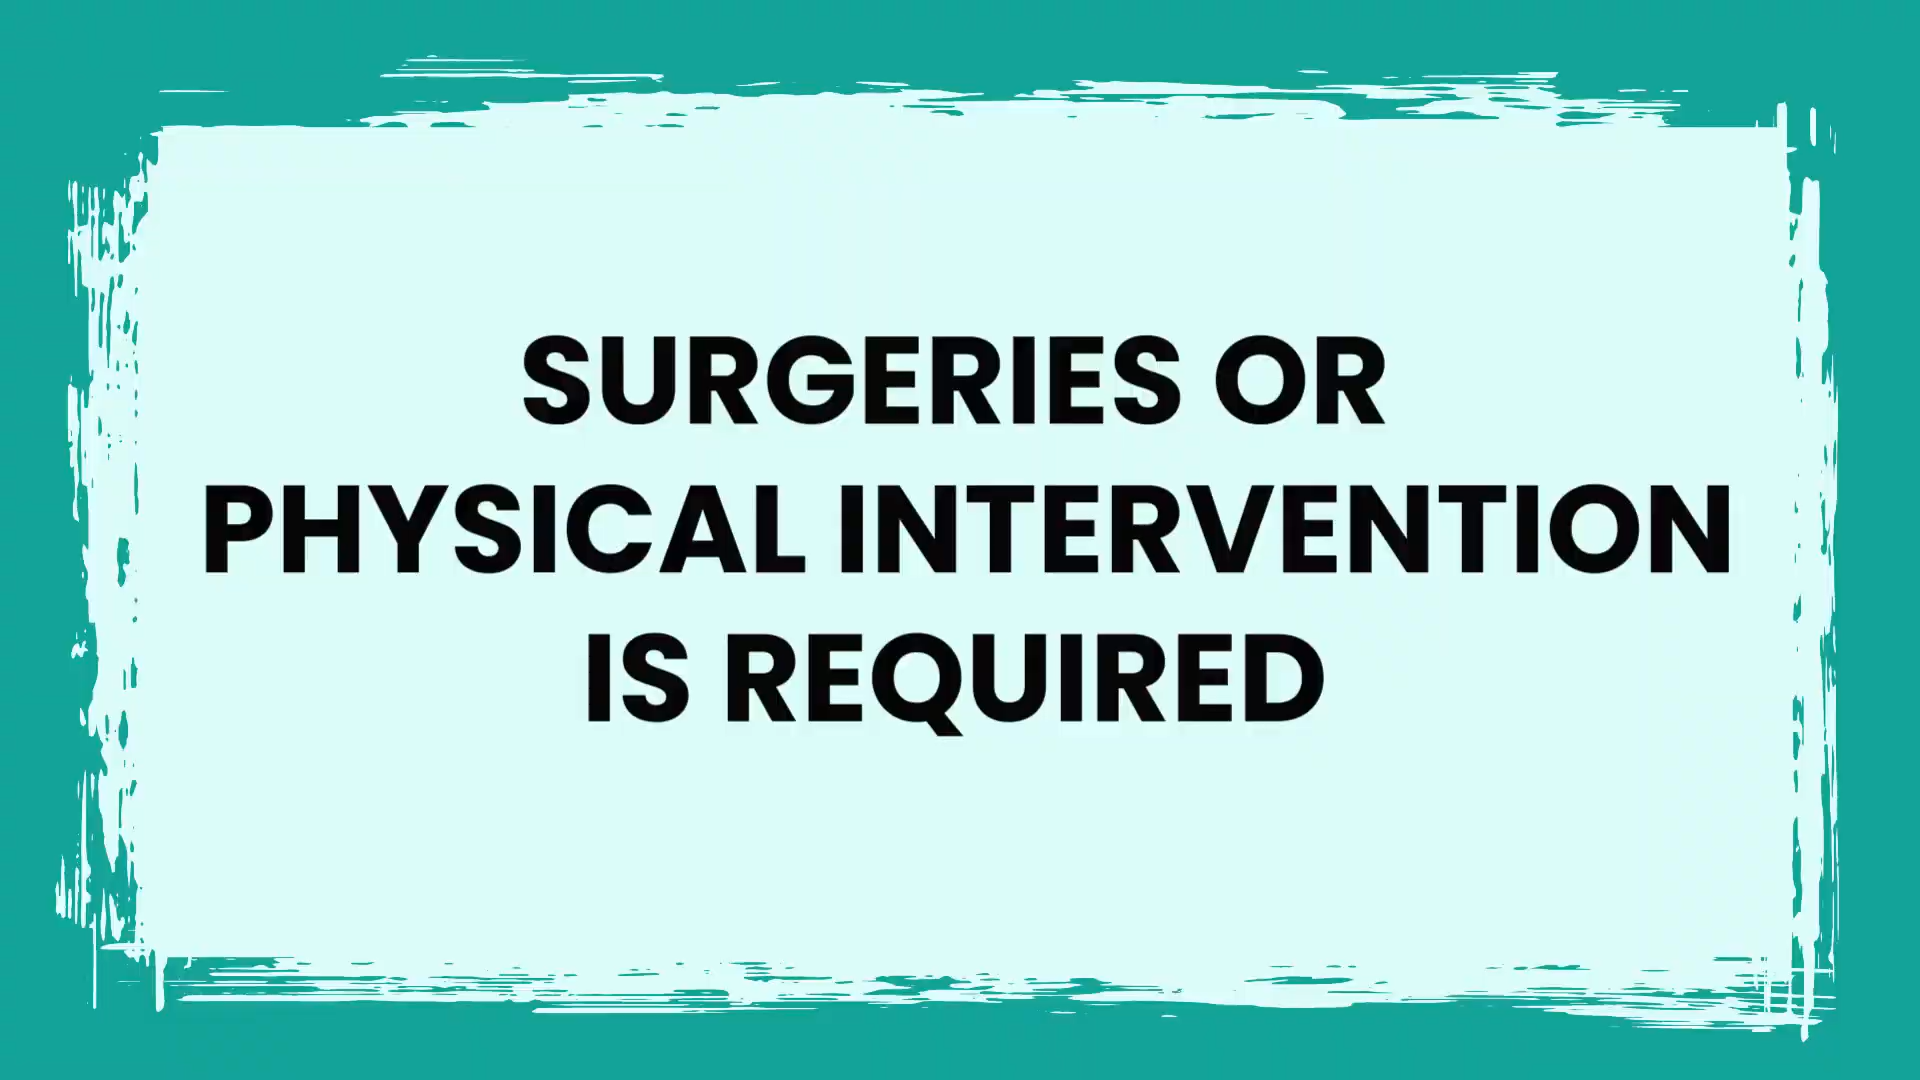 SURGERIES OR
PHYSICAL INTERVENTION
IS REQUIRED